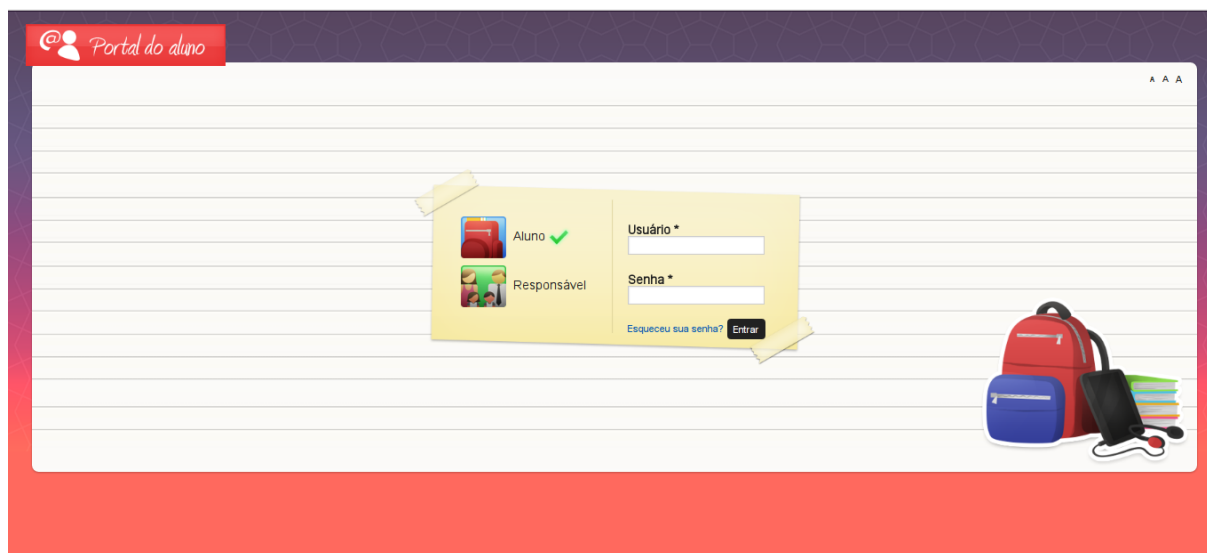 @ Portal do aluno
A A A
Aluno
Responsável
Usuário *
Senha *
Esqueceu sua senha? Entrar